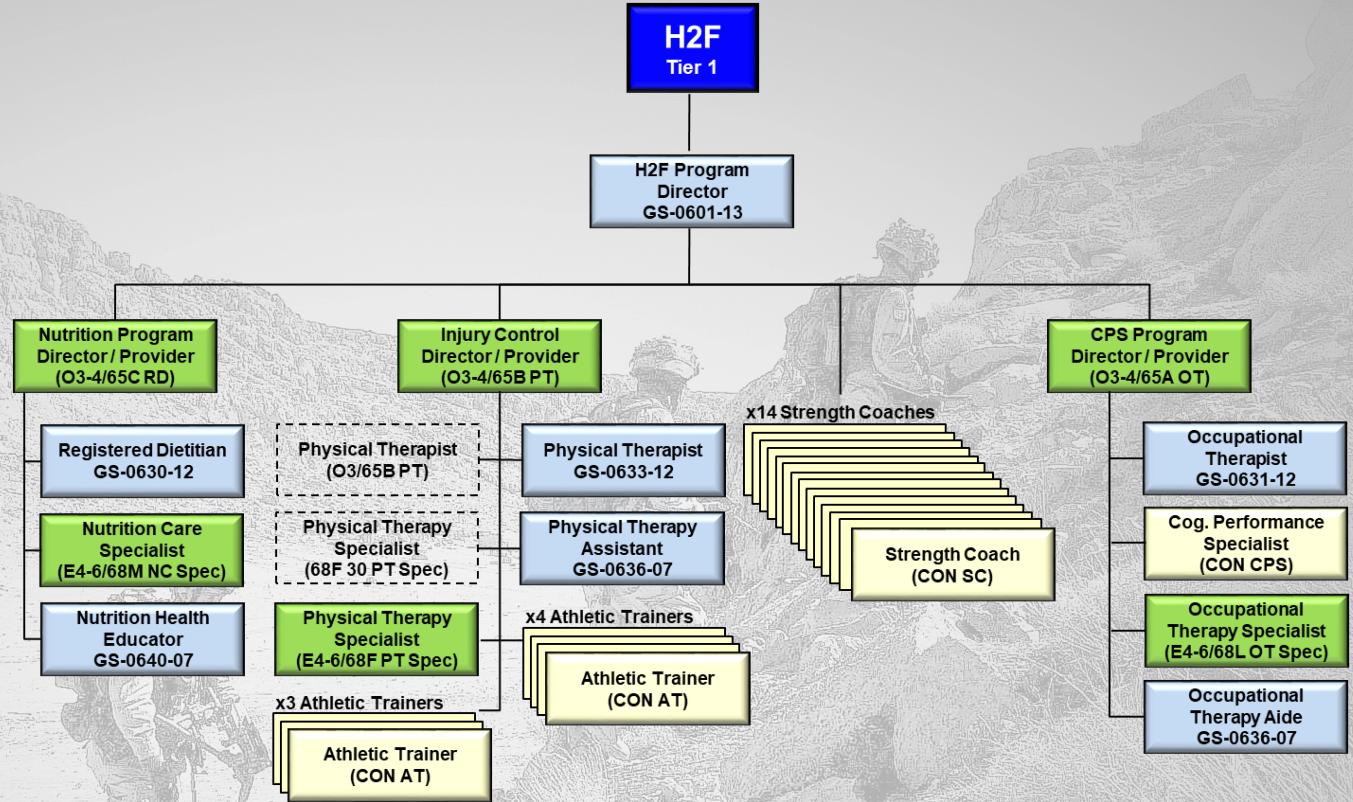 H2F
Tier 1
H2F Program
Director
GS-0601-13
Nutrition Program
Director / Provider
(O3-4/65C RD)
Registered Dietitian
GS-0630-12
Nutrition Care
Specialist
(E4-6/68M NC Spec)
Nutrition Health
Educator
GS-0640-07
Injury Control
Director / Provider
(O3-4/65B PT)
Physical Therapist
(O3/65B PT)
Physical Therapist
GS-0633-12
Physical Therapy
Specialist
(68F 30 PT Spec)
Physical Therapy
Assistant
GS-0636-07
Physical Therapy
Specialist
(E4-6/68F PT Spec)
x4 Athletic Trainers
Athletic Trainer
(CON AT)
x3 Athletic Trainers
Athletic Trainer
(CON AT)
x14 Strength Coaches
Strength Coach
(CON SC)
CPS Program
Director / Provider
(O3-4/65A OT)
Occupational
Therapist
GS-0631-12
Cog. Performance
Specialist
(CON CPS)
Occupational
Therapy Specialist
(E4-6/68L OT Spec)
Occupational
Therapy Aide
GS-0636-07